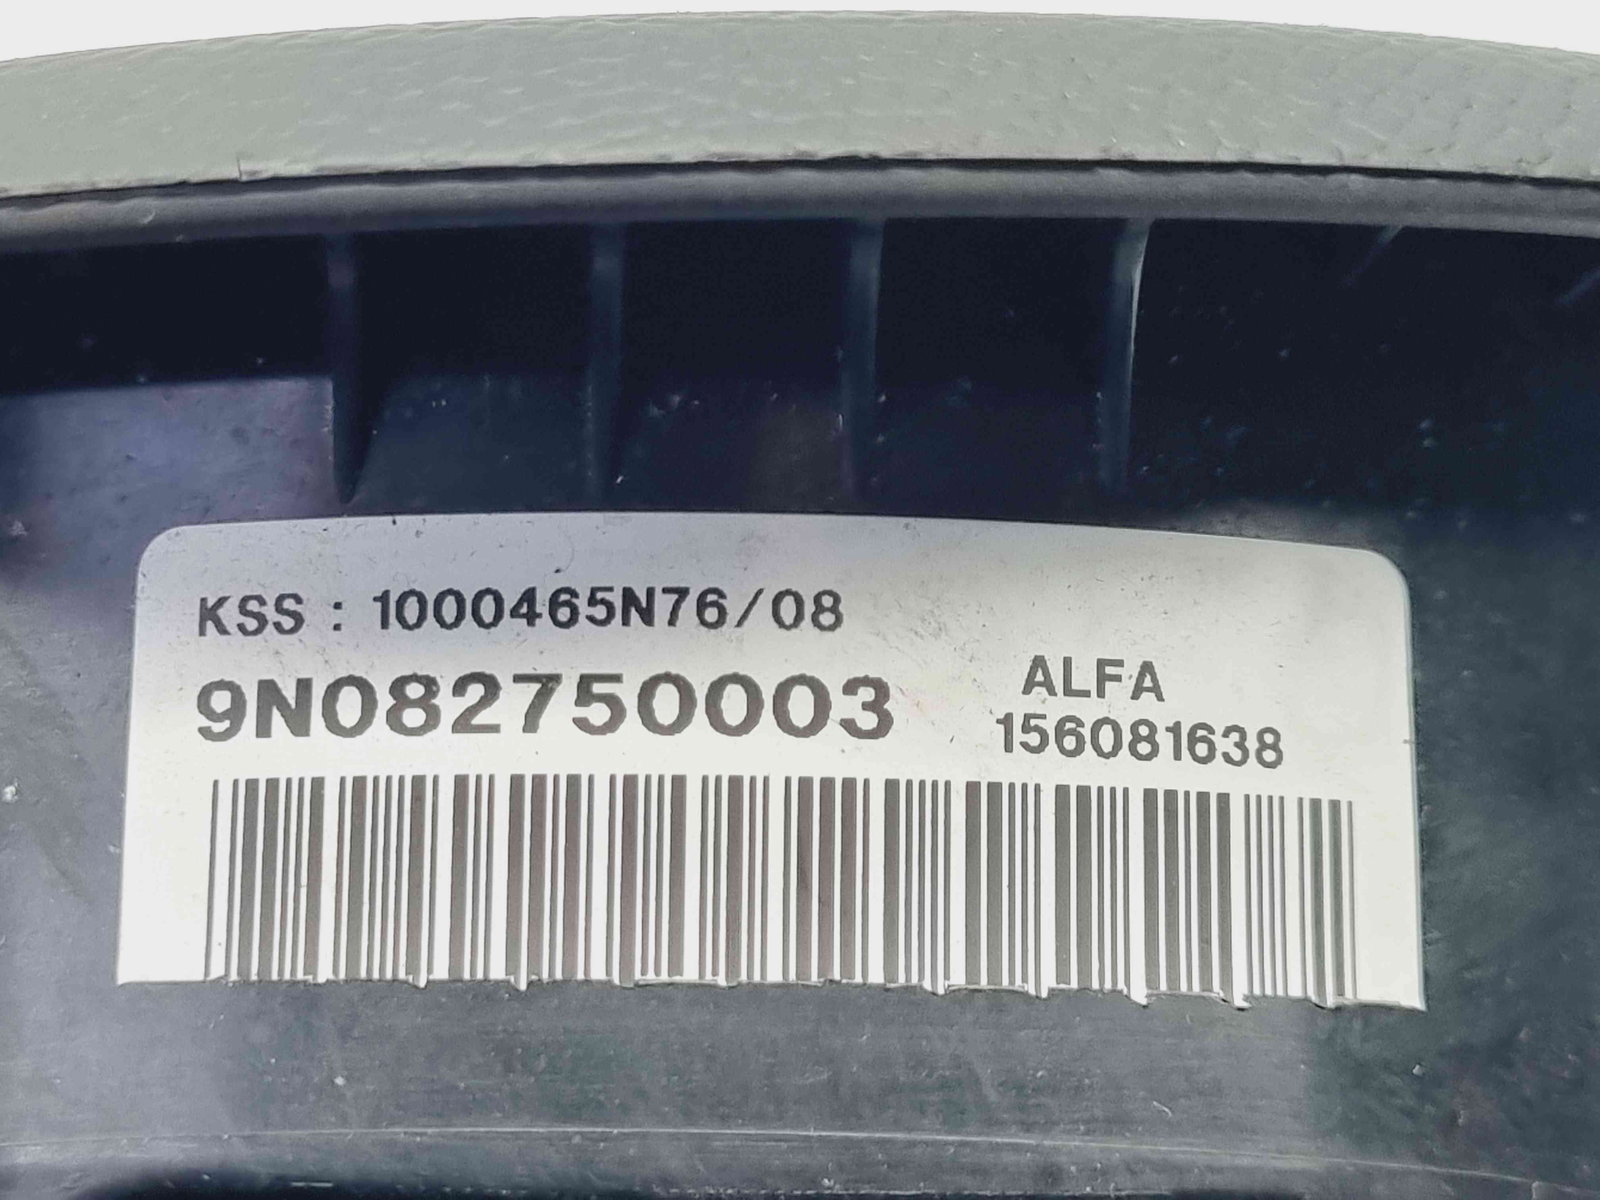 KSS : 1000465N76/08
9N082750003
ALFA
156081638